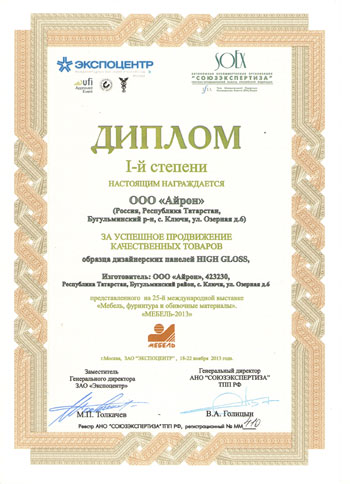 ЭКСПОЦЕНТР
SOEX
"СОЮЗЭКСПЕРТИЗА"
ufi
Approved
Event
ДИПЛОМ
I-й степени
НАСТОЯЩИМ НАГРАЖДАЕТСЯ
ООО «Айрон»
(Россия, Республика Татарстан,
Бугульминский р-н, с. Ключи, ул. Озерная д.6)
ЗА УСПЕШНОЕ ПРОДВИЖЕНИЕ
КАЧЕСТВЕННЫХ ТОВАРОВ
образца дизайнерских панелей HIGH GLOSS,
Изготовитель: ООО «Айрон», 423230,
Республика Татарстан, Бугульминский район, с. Ключи, ул. Озерная д.6
представленного на 25-й международной выставке
«Мебель, фурнитура и обивочные материалы.
«МЕБЕЛЬ-2013»
МЕБЕЛЬ
г.Москва, ЗАО "ЭКСПОЦЕНТР" , 18-22 ноября 2013 года.
Заместитель
Генерального директора
ЗАО «Экспоцентр»
М.П. Толкачев
Генеральный директор
АНО "СОЮЗЭКСПЕРТИЗА"
ТПП РФ
В.А. Голицын
Реестр АНО "СОЮЗЭКСПЕРТИЗА" ТПП РФ, регистрационный № ММ 410